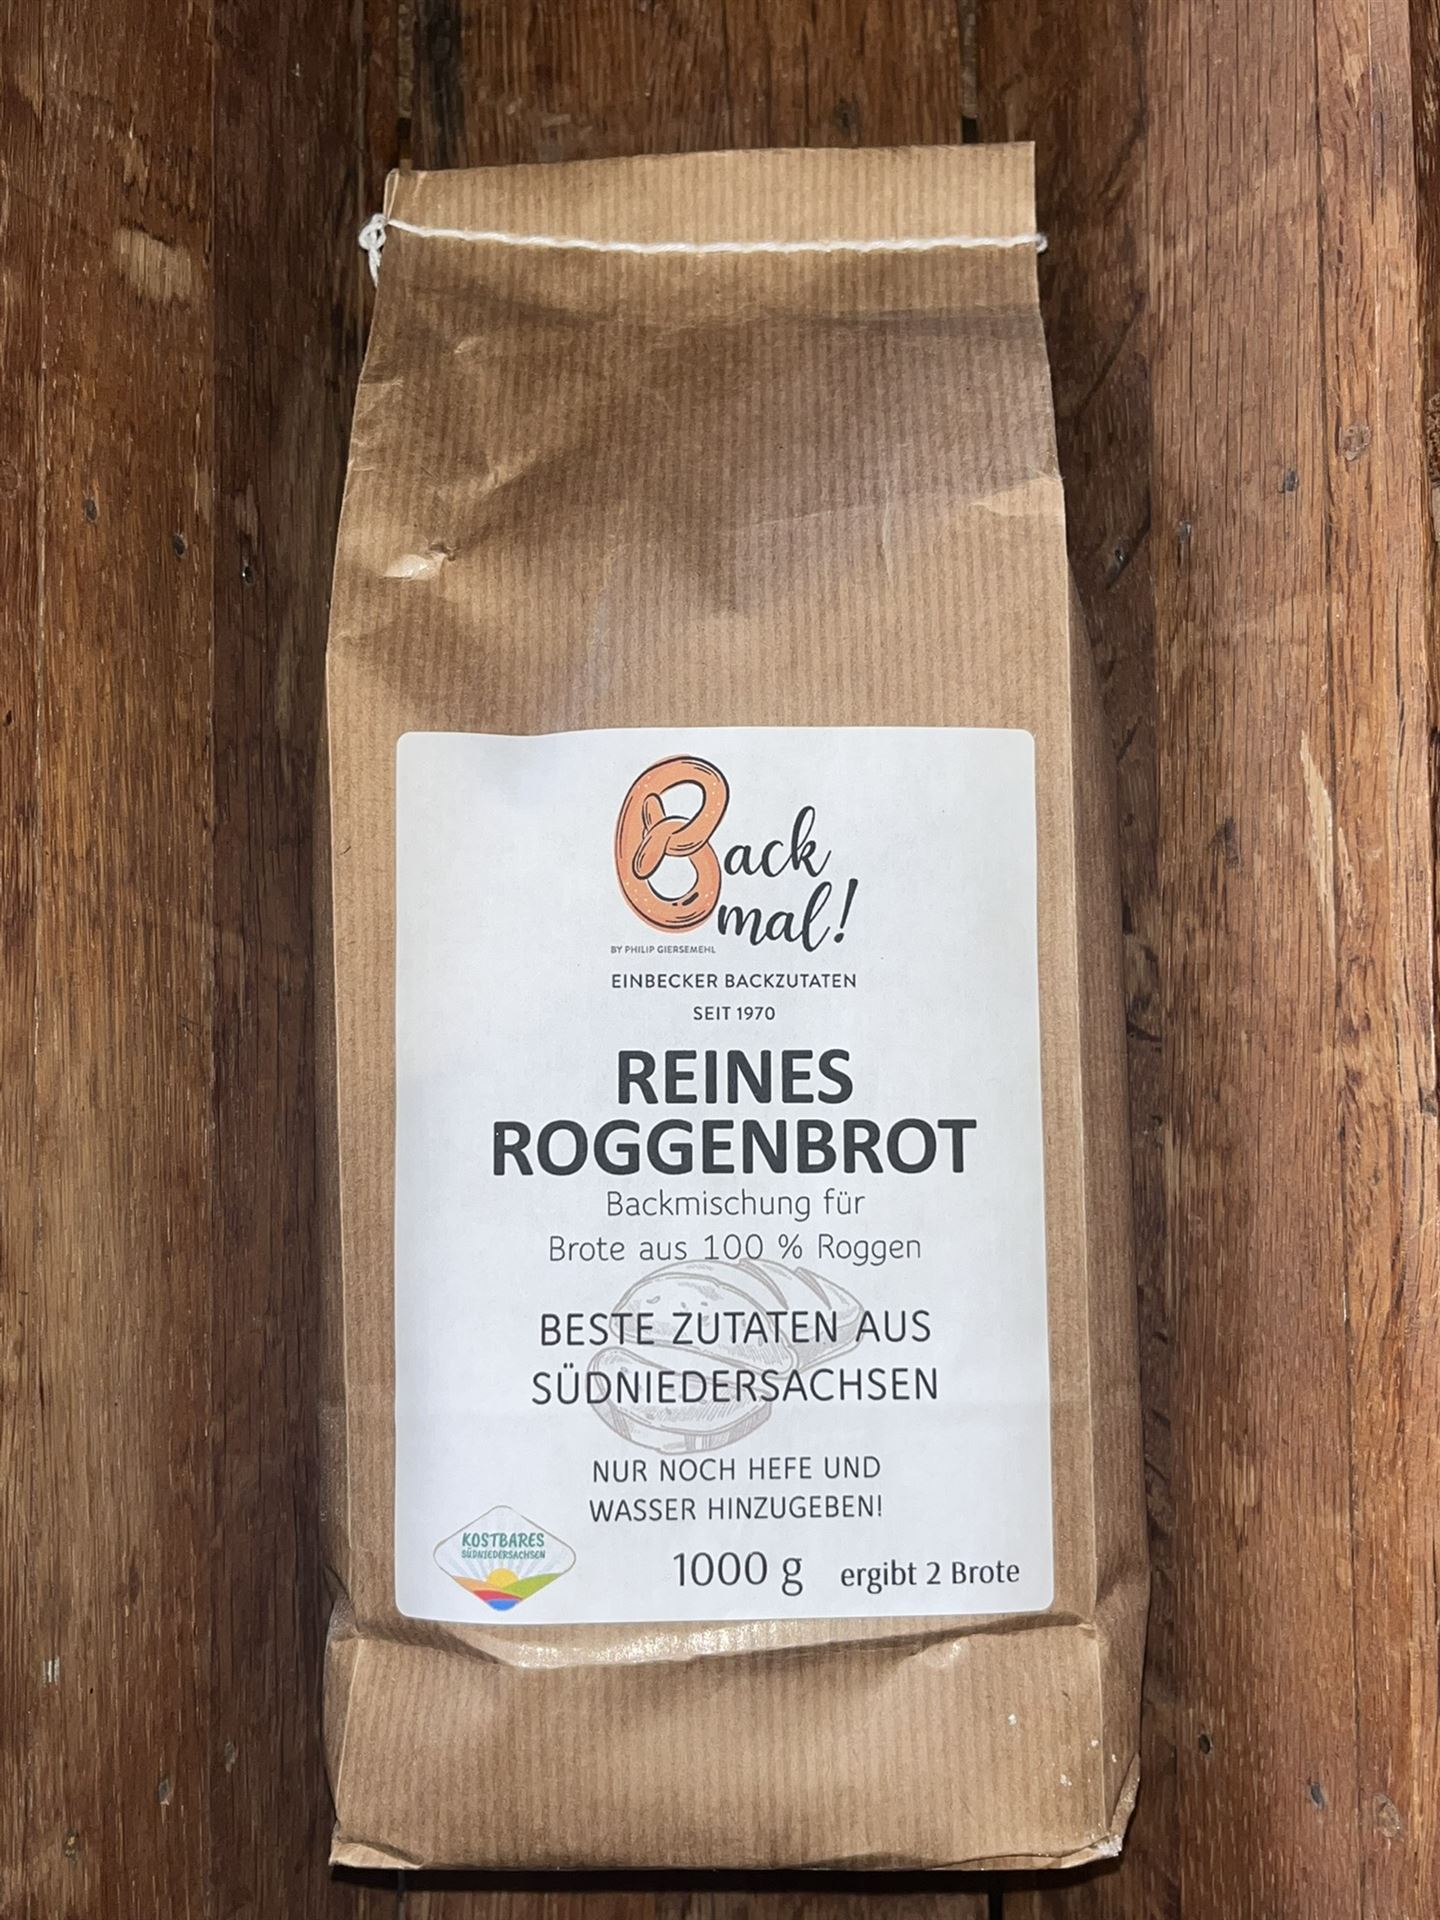 Back
mal!
BY PHILIP GIERSEMEHL
EINBECKER BACKZUTATEN
SEIT 1970
REINES
ROGGENBROT
Backmischung für
Brote aus 100 % Roggen
BESTE ZUTATEN AUS
SÜDNIEDERSACHSEN
NUR NOCH HEFE UND
WASSER HINZUGEBEN!
KOSTBARES
SÜDNIEDERSACHSEN
1000 g ergibt 2 Brote